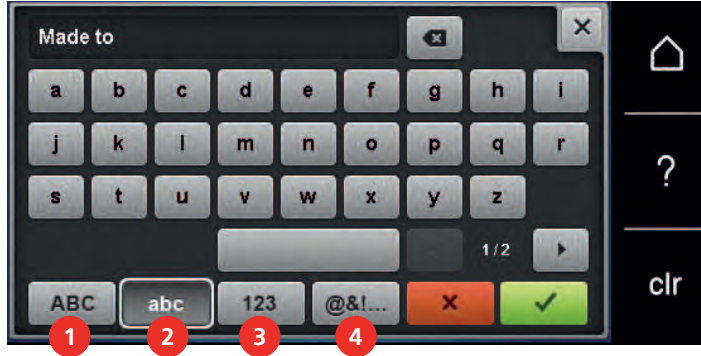 Made to
a b c d e f g h i
j k l m n o p q r
s t u v w x y z
1/2
ABC abc 123 @&!...
1 2 3 4
?
clr